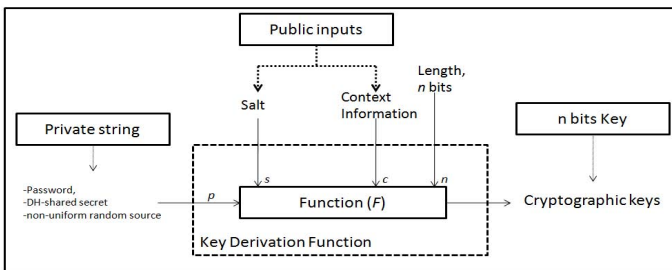 Public inputs
Length,
n bits
Salt
Context
Information
Private string
n bits Key
-Password,
-DH-shared secret
-non-uniform random source
p
s
c
n
Function (F)
Cryptographic keys
Key Derivation Function